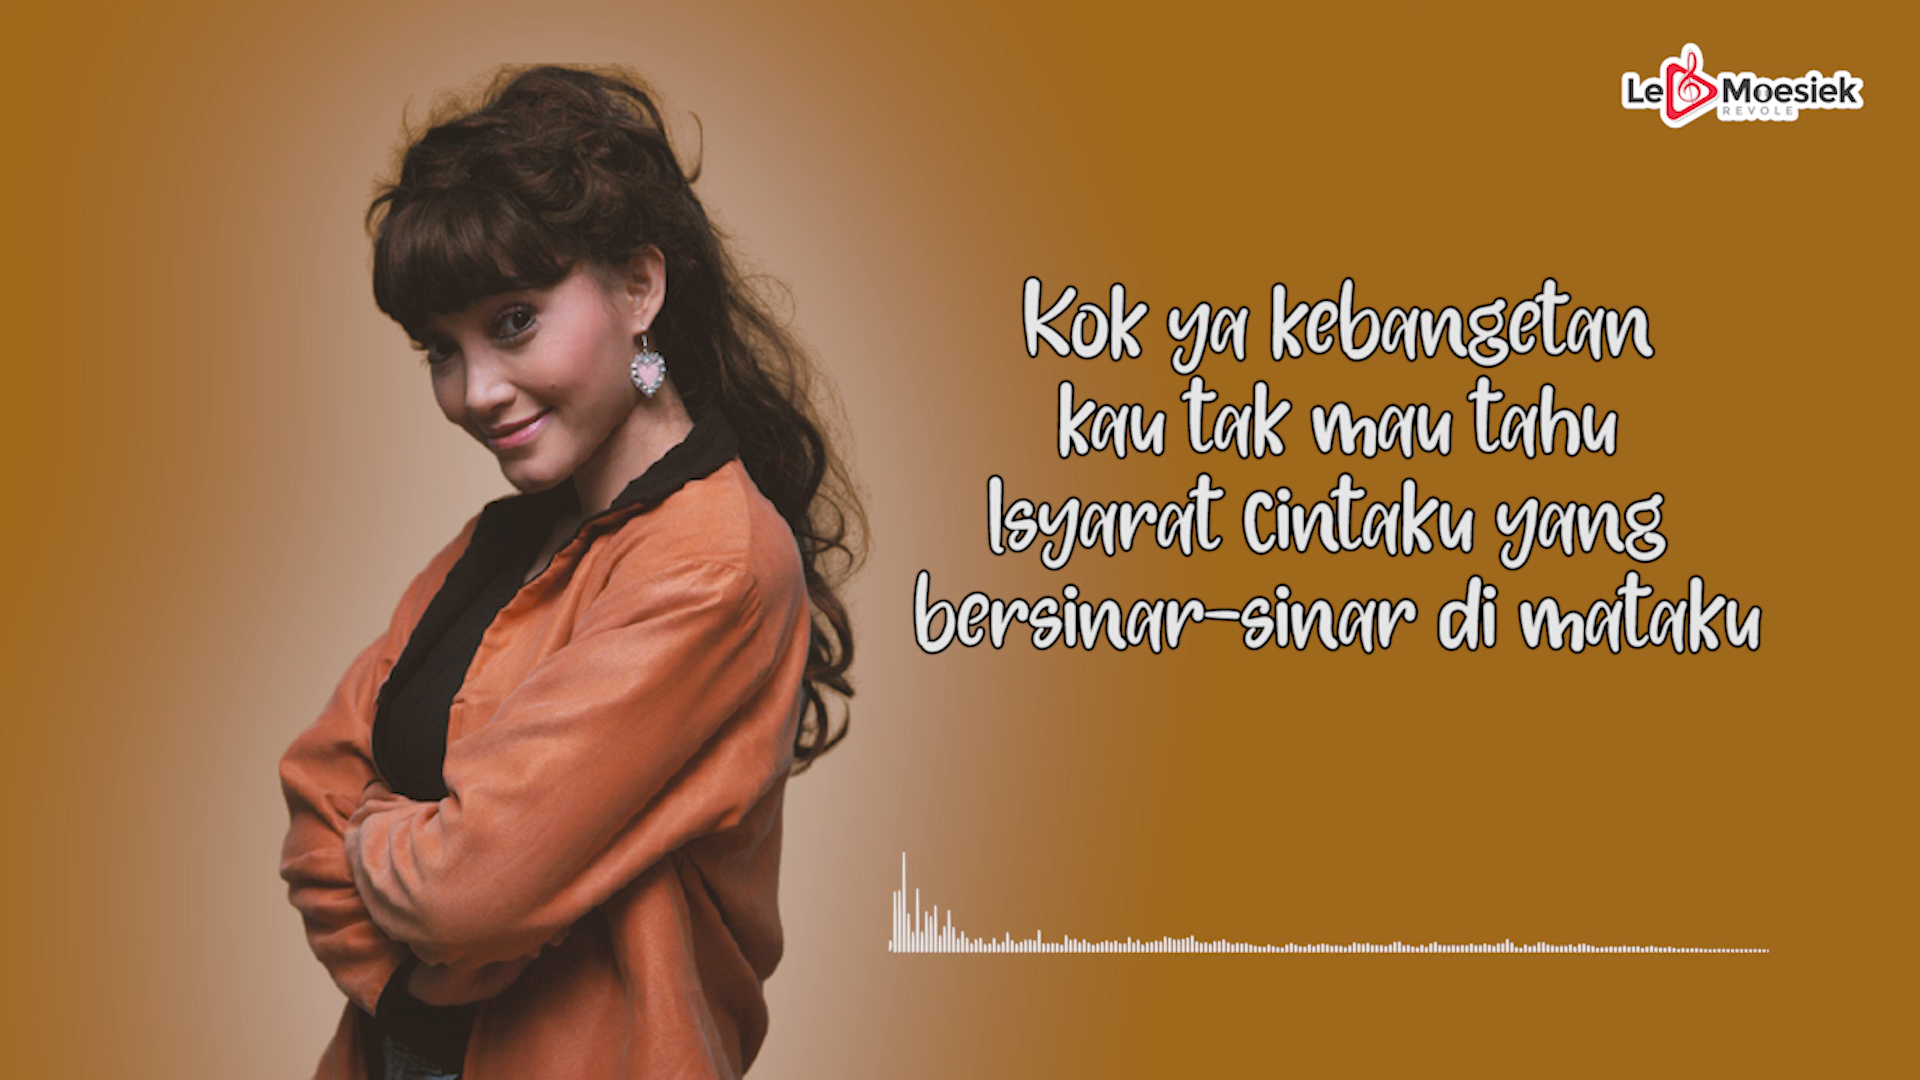 Le Moesiek
REVOLE
Kok ya kebangetan
kau tak mau tahu
Isyarat Cintaku yang
bersinar-sinar di mataku